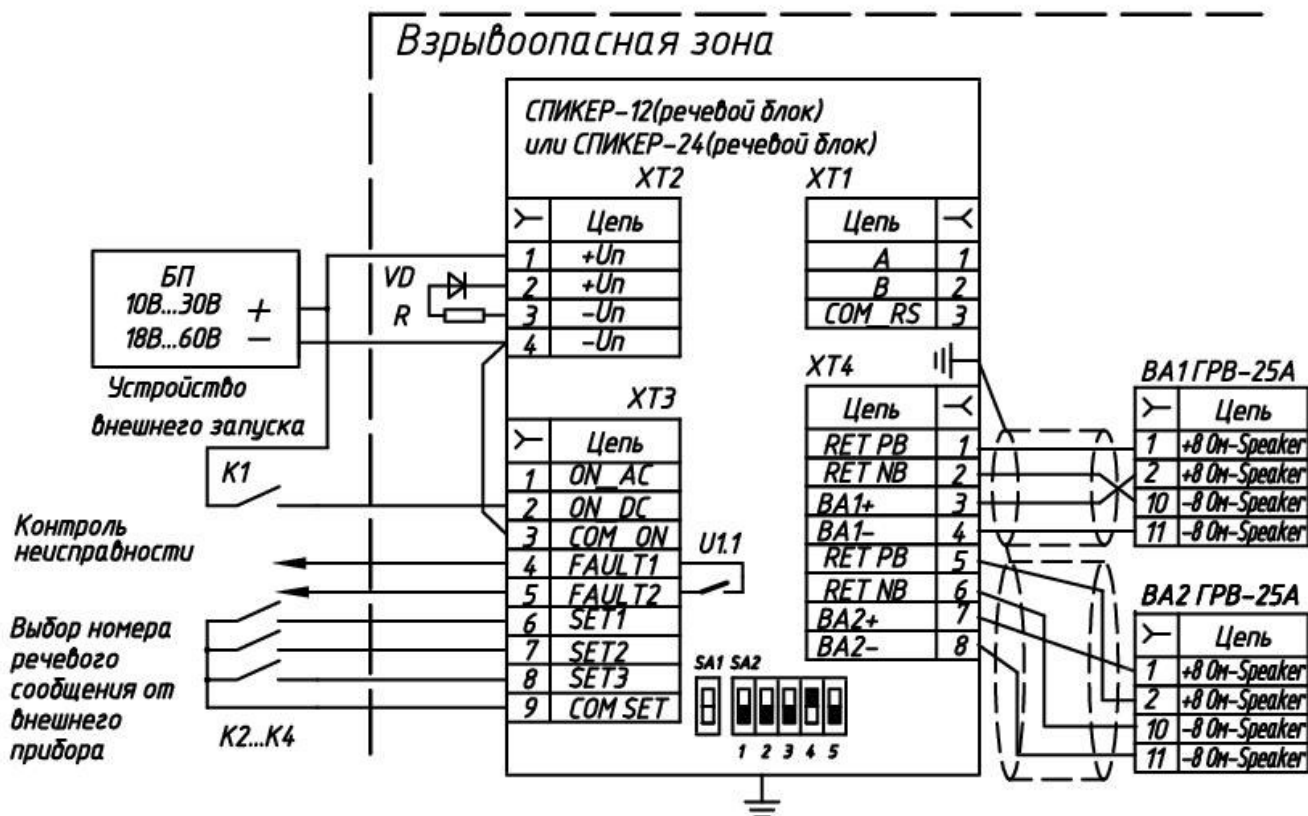 Взрывоопасная зона
СПИКЕР-12(речевой блок)
или СПИКЕР-24(речевой блок)
XT2
Цепь
1 +Uп
2 +Uп
3 -Uп
4 -Uп
XT1
Цепь
A 1
B 2
COM_RS 3
БП
10В...30В +
18В...60В —
VD
R
Устройство
внешнего запуска
K1
XT3
Цепь
1 ON_AC
2 ON_DC
3 COM_ON
4 FAULT1
5 FAULT2
6 SET1
7 SET2
8 SET3
9 COM SET
Контроль
неисправности
Выбор номера
речевого
сообщения от
внешнего
прибора
K2...K4
U1.1
SA1 SA2
1 2 3 4 5
XT4
Цепь
RET PB 1
RET NB 2
BA1+ 3
BA1- 4
RET PB 5
RET NB 6
BA2+ 7
BA2- 8
BA1 ГРВ-25А
Цепь
1 +8 Ом-Speaker
2 +8 Ом-Speaker
10 -8 Ом-Speaker
11 -8 Ом-Speaker
BA2 ГРВ-25А
Цепь
1 +8 Ом-Speaker
2 +8 Ом-Speaker
10 -8 Ом-Speaker
11 -8 Ом-Speaker